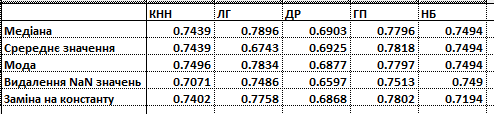 КНН ЛГ ДР ГП НБ
Медіана 0.7439 0.7896 0.6903 0.7796 0.7494
Сререднє значення 0.7439 0.6743 0.6925 0.7818 0.7494
Мода 0.7496 0.7834 0.6877 0.7797 0.7494
Видалення NaN значень 0.7071 0.7486 0.6597 0.7513 0.749
Заміна на константу 0.7402 0.7758 0.6868 0.7802 0.7194